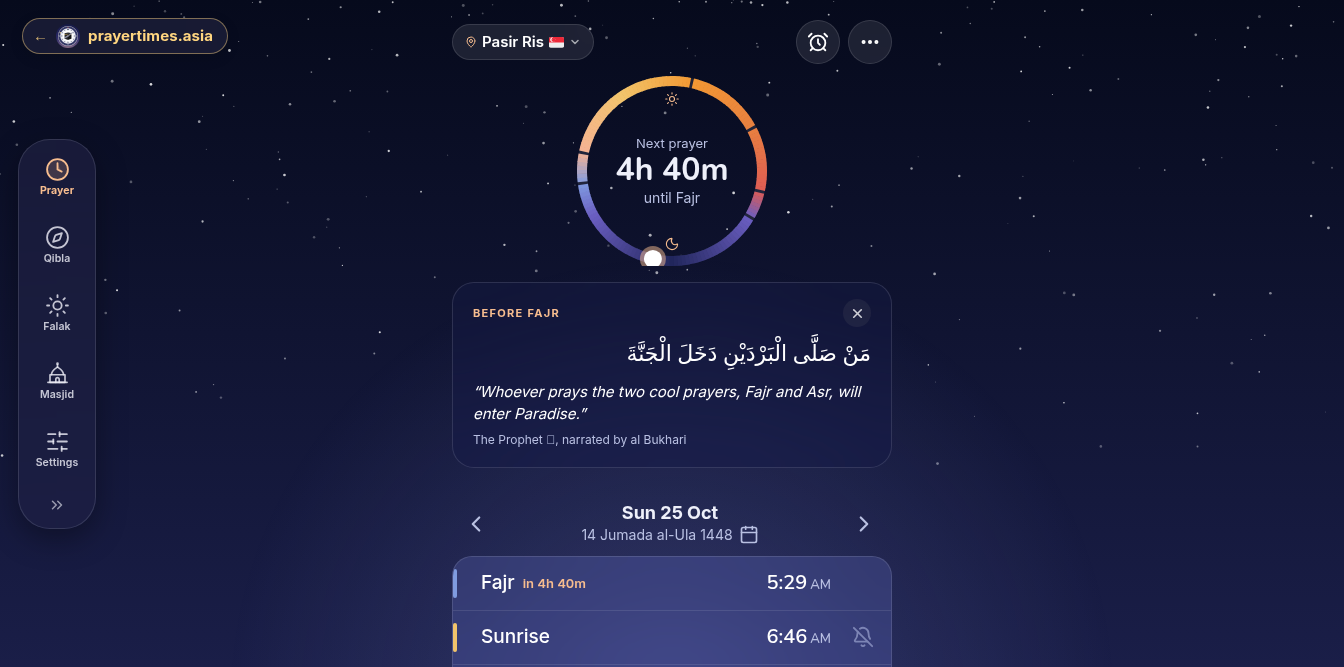 ← prayertimes.asia
Pasir Ris
Prayer
Qibla
Falak
Masjid
Settings
Next prayer
4h 40m
until Fajr
BEFORE FAJR
مَنْ صَلَّى الْبَرْدَيْنِ دَخَلَ الْجَنَّةَ
“Whoever prays the two cool prayers, Fajr and Asr, will
enter Paradise.”
The Prophet , narrated by al Bukhari
Sun 25 Oct
14 Jumada al-Ula 1448
Fajr In 4h 40m 5:29 AM
Sunrise 6:46 AM